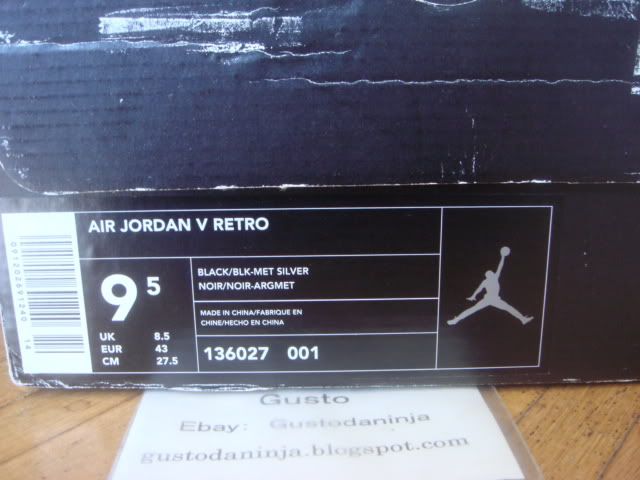 AIR JORDAN V RETRO
9 5
UK 8.5
EUR 43
CM 27.5
BLACK/BLK-MET SILVER
NOIR/NOIR-ARGMET
MADE IN CHINA/FABRIQUE EN
CHINE/HECHO EN CHINA
136027 001
14
Gusto
Ebay: Gustodaninja
gustodaninja.blogspot.com